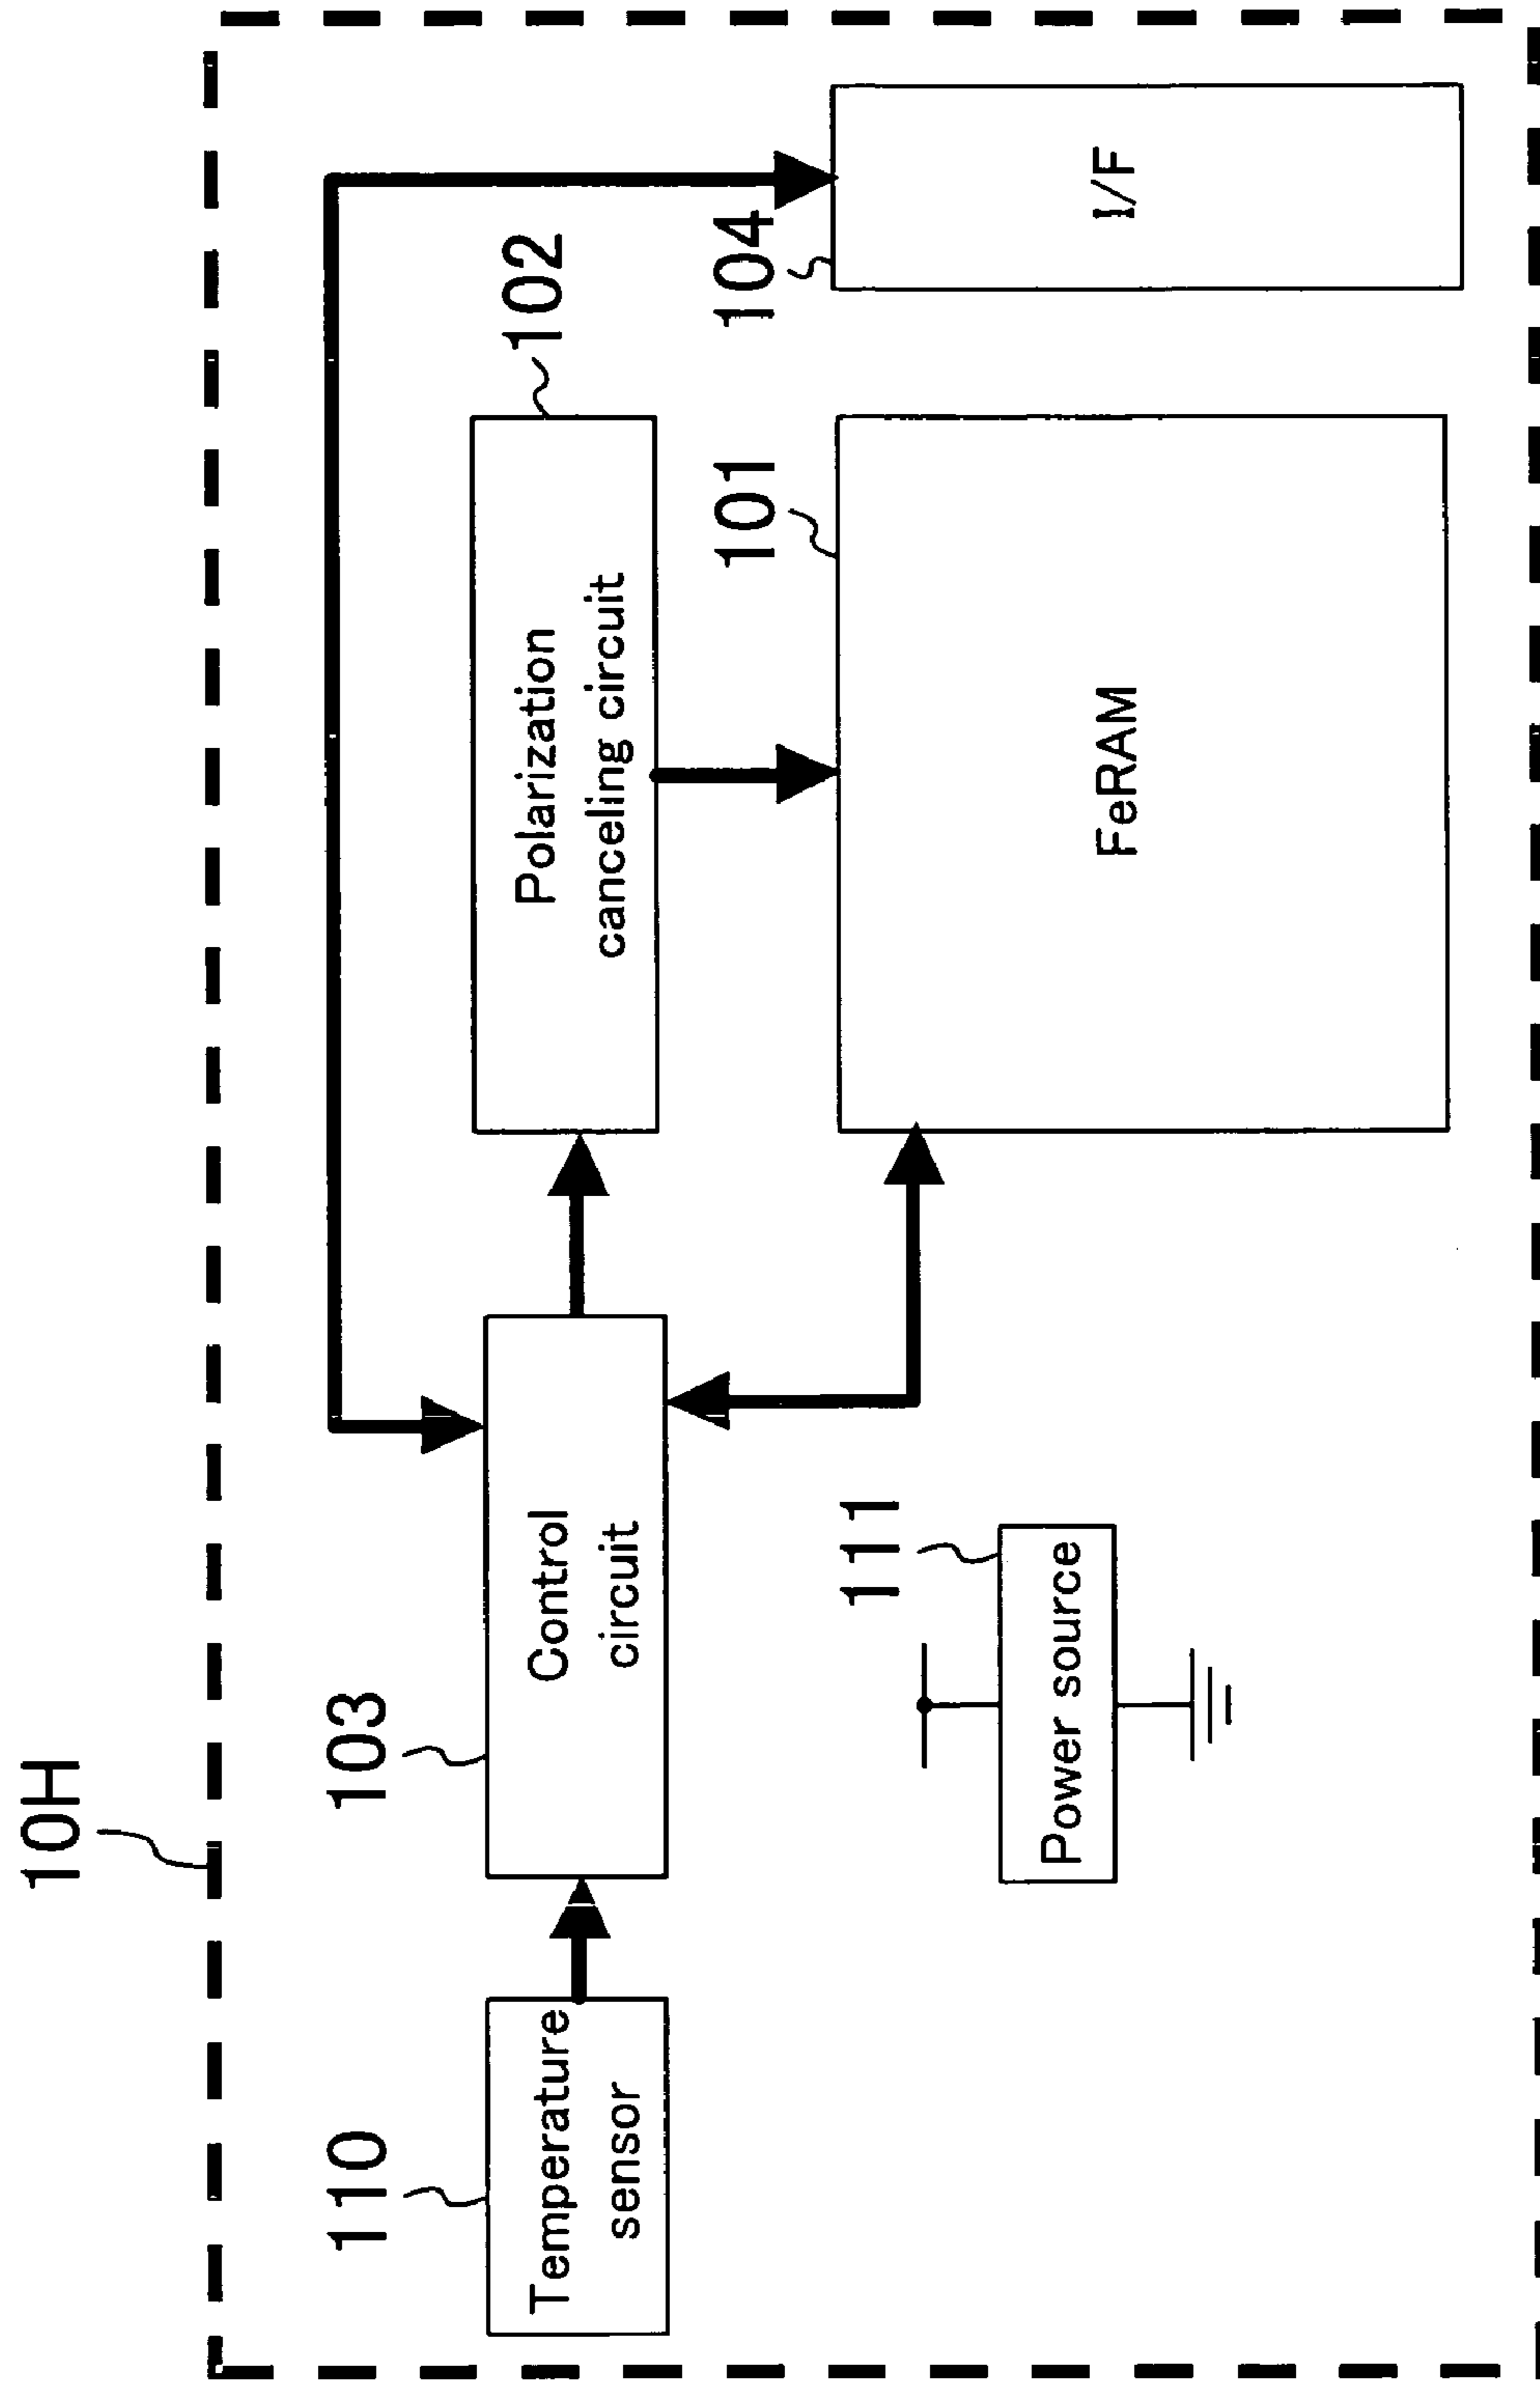 10H
110
103
102
Temperature
sensor
Control
circuit
Polarization
canceling circuit
111
101
104
Power source
FeRAM
I/F